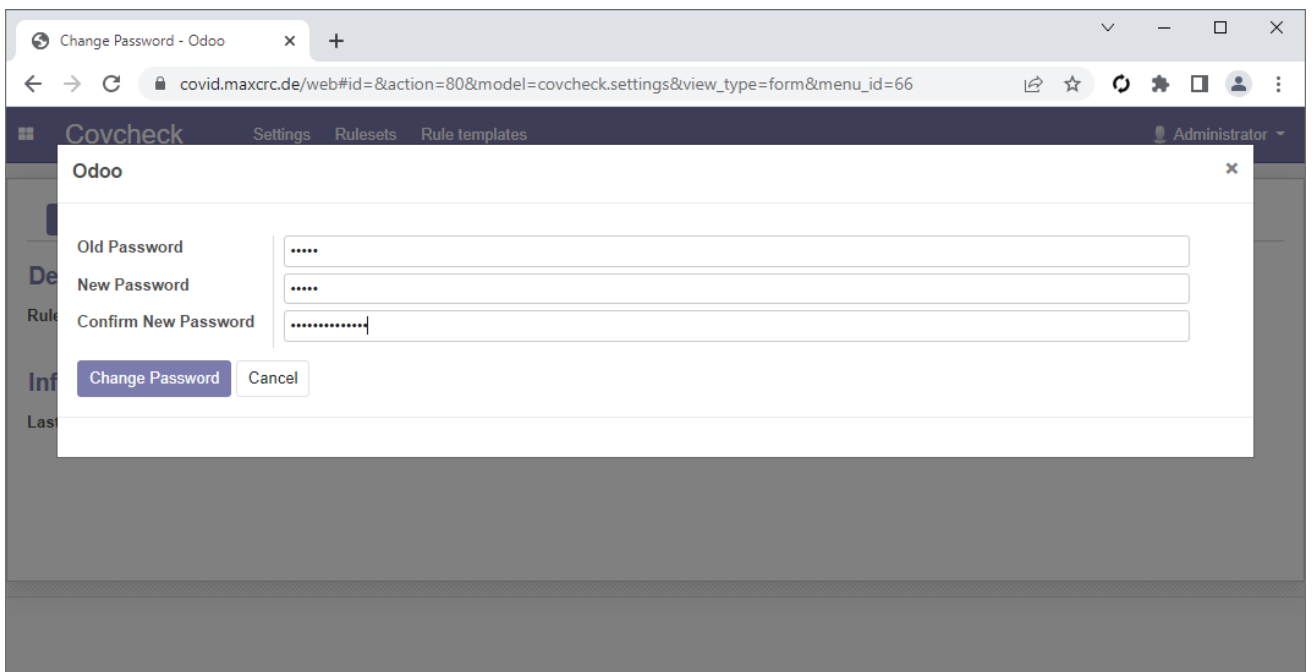 Change Password - Odoo
covid.maxcrc.de/web#id=&action=80&model=covcheck.settings&view_type=form&menu_id=66
Covcheck Settings Rulesets Rule templates Administrator
Odoo
Old Password •••••
De
New Password •••••
Rule
Confirm New Password ••••••••••••••
Inf
Change Password Cancel
Last